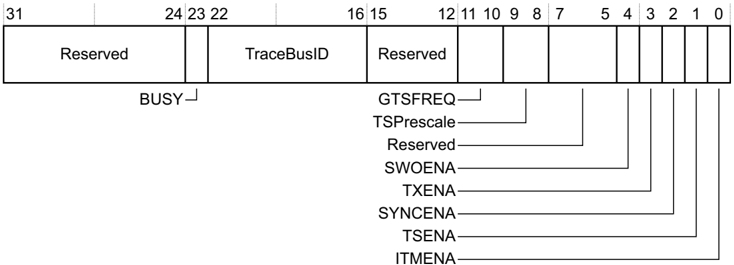 31 24 23 22 16 15 12 11 10 9 8 7 5 4 3 2 1 0
Reserved TraceBusID Reserved
BUSY GTSFREQ
TSPrescale
Reserved
SWOENA
TXENA
SYNCENA
TSENA
ITMENA